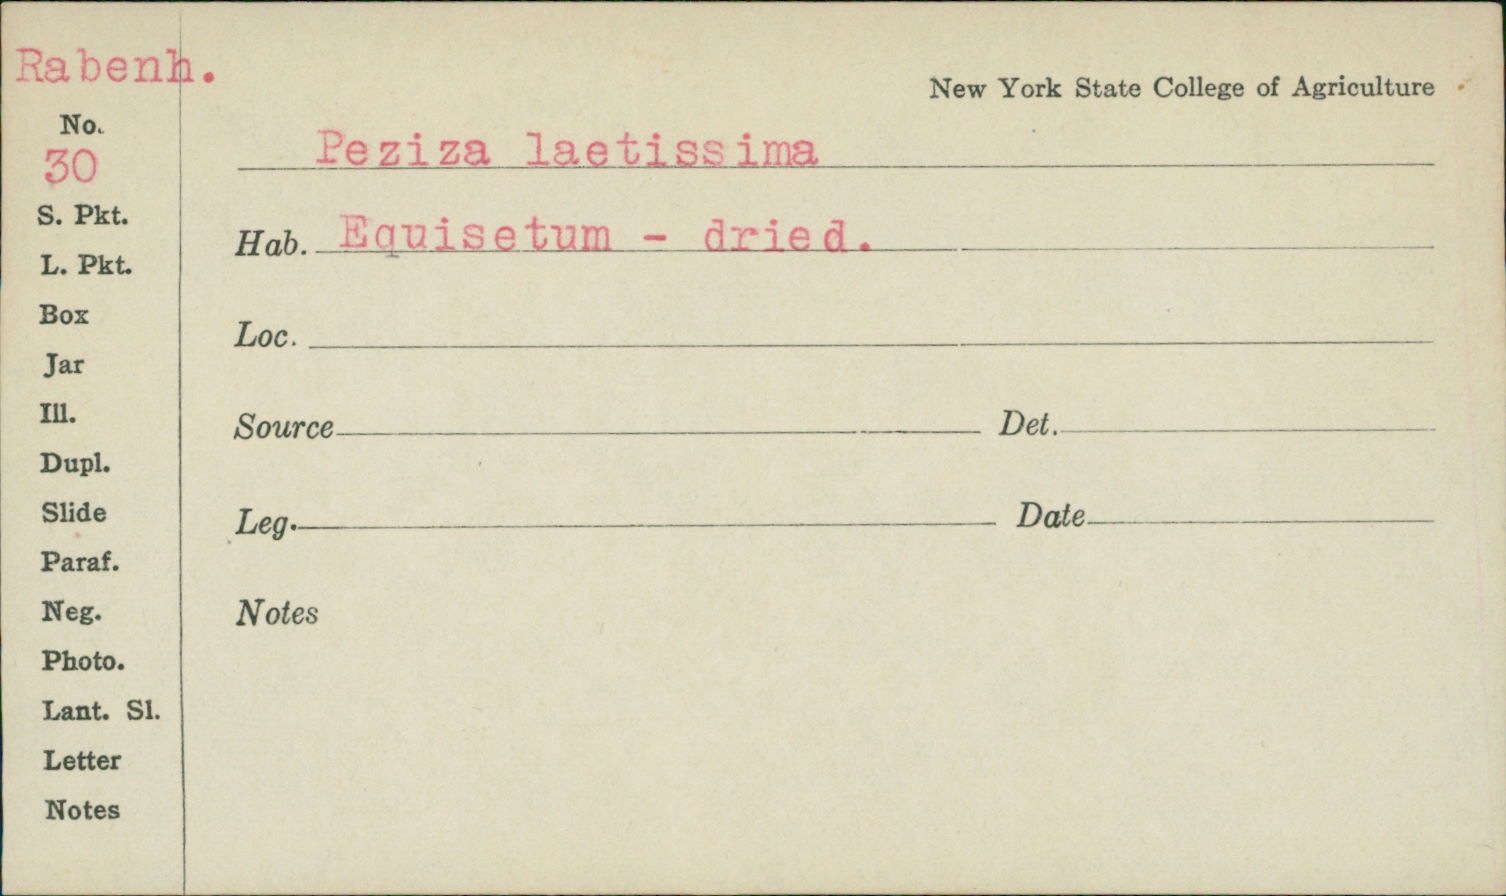 Rabenh.
New York State College of Agriculture
No.
30
Peziza laetissima
S. Pkt.
Hab. Equisetum - dried.
L. Pkt.
Box
Loc.
Jar
Ill.
Source Det.
Dupl.
Slide
Leg. Date
Paraf.
Neg.
Notes
Photo.
Lant. Sl.
Letter
Notes